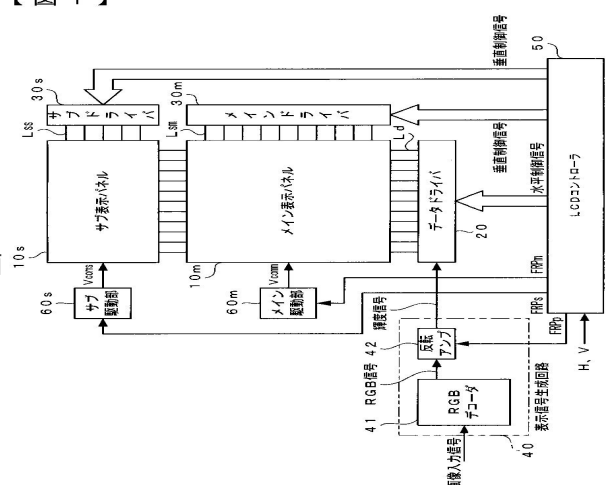 【図1】
10s
サブ表示パネル
Lss
30s
サブドライバ
垂直制御信号
60s
サブ駆動部
Vcoms
10m
メイン表示パネル
Lsm
30m
メインドライバ
垂直制御信号
60m
メイン駆動部
Vcomm
Ld
データドライバ
20
水平制御信号
輝度信号
FRPm
FRPs
FRPp
42
反転アンプ
RGB信号
41
RGBデコーダ
画像入力信号
40
表示信号生成回路
H、V
50
LCDコントローラ